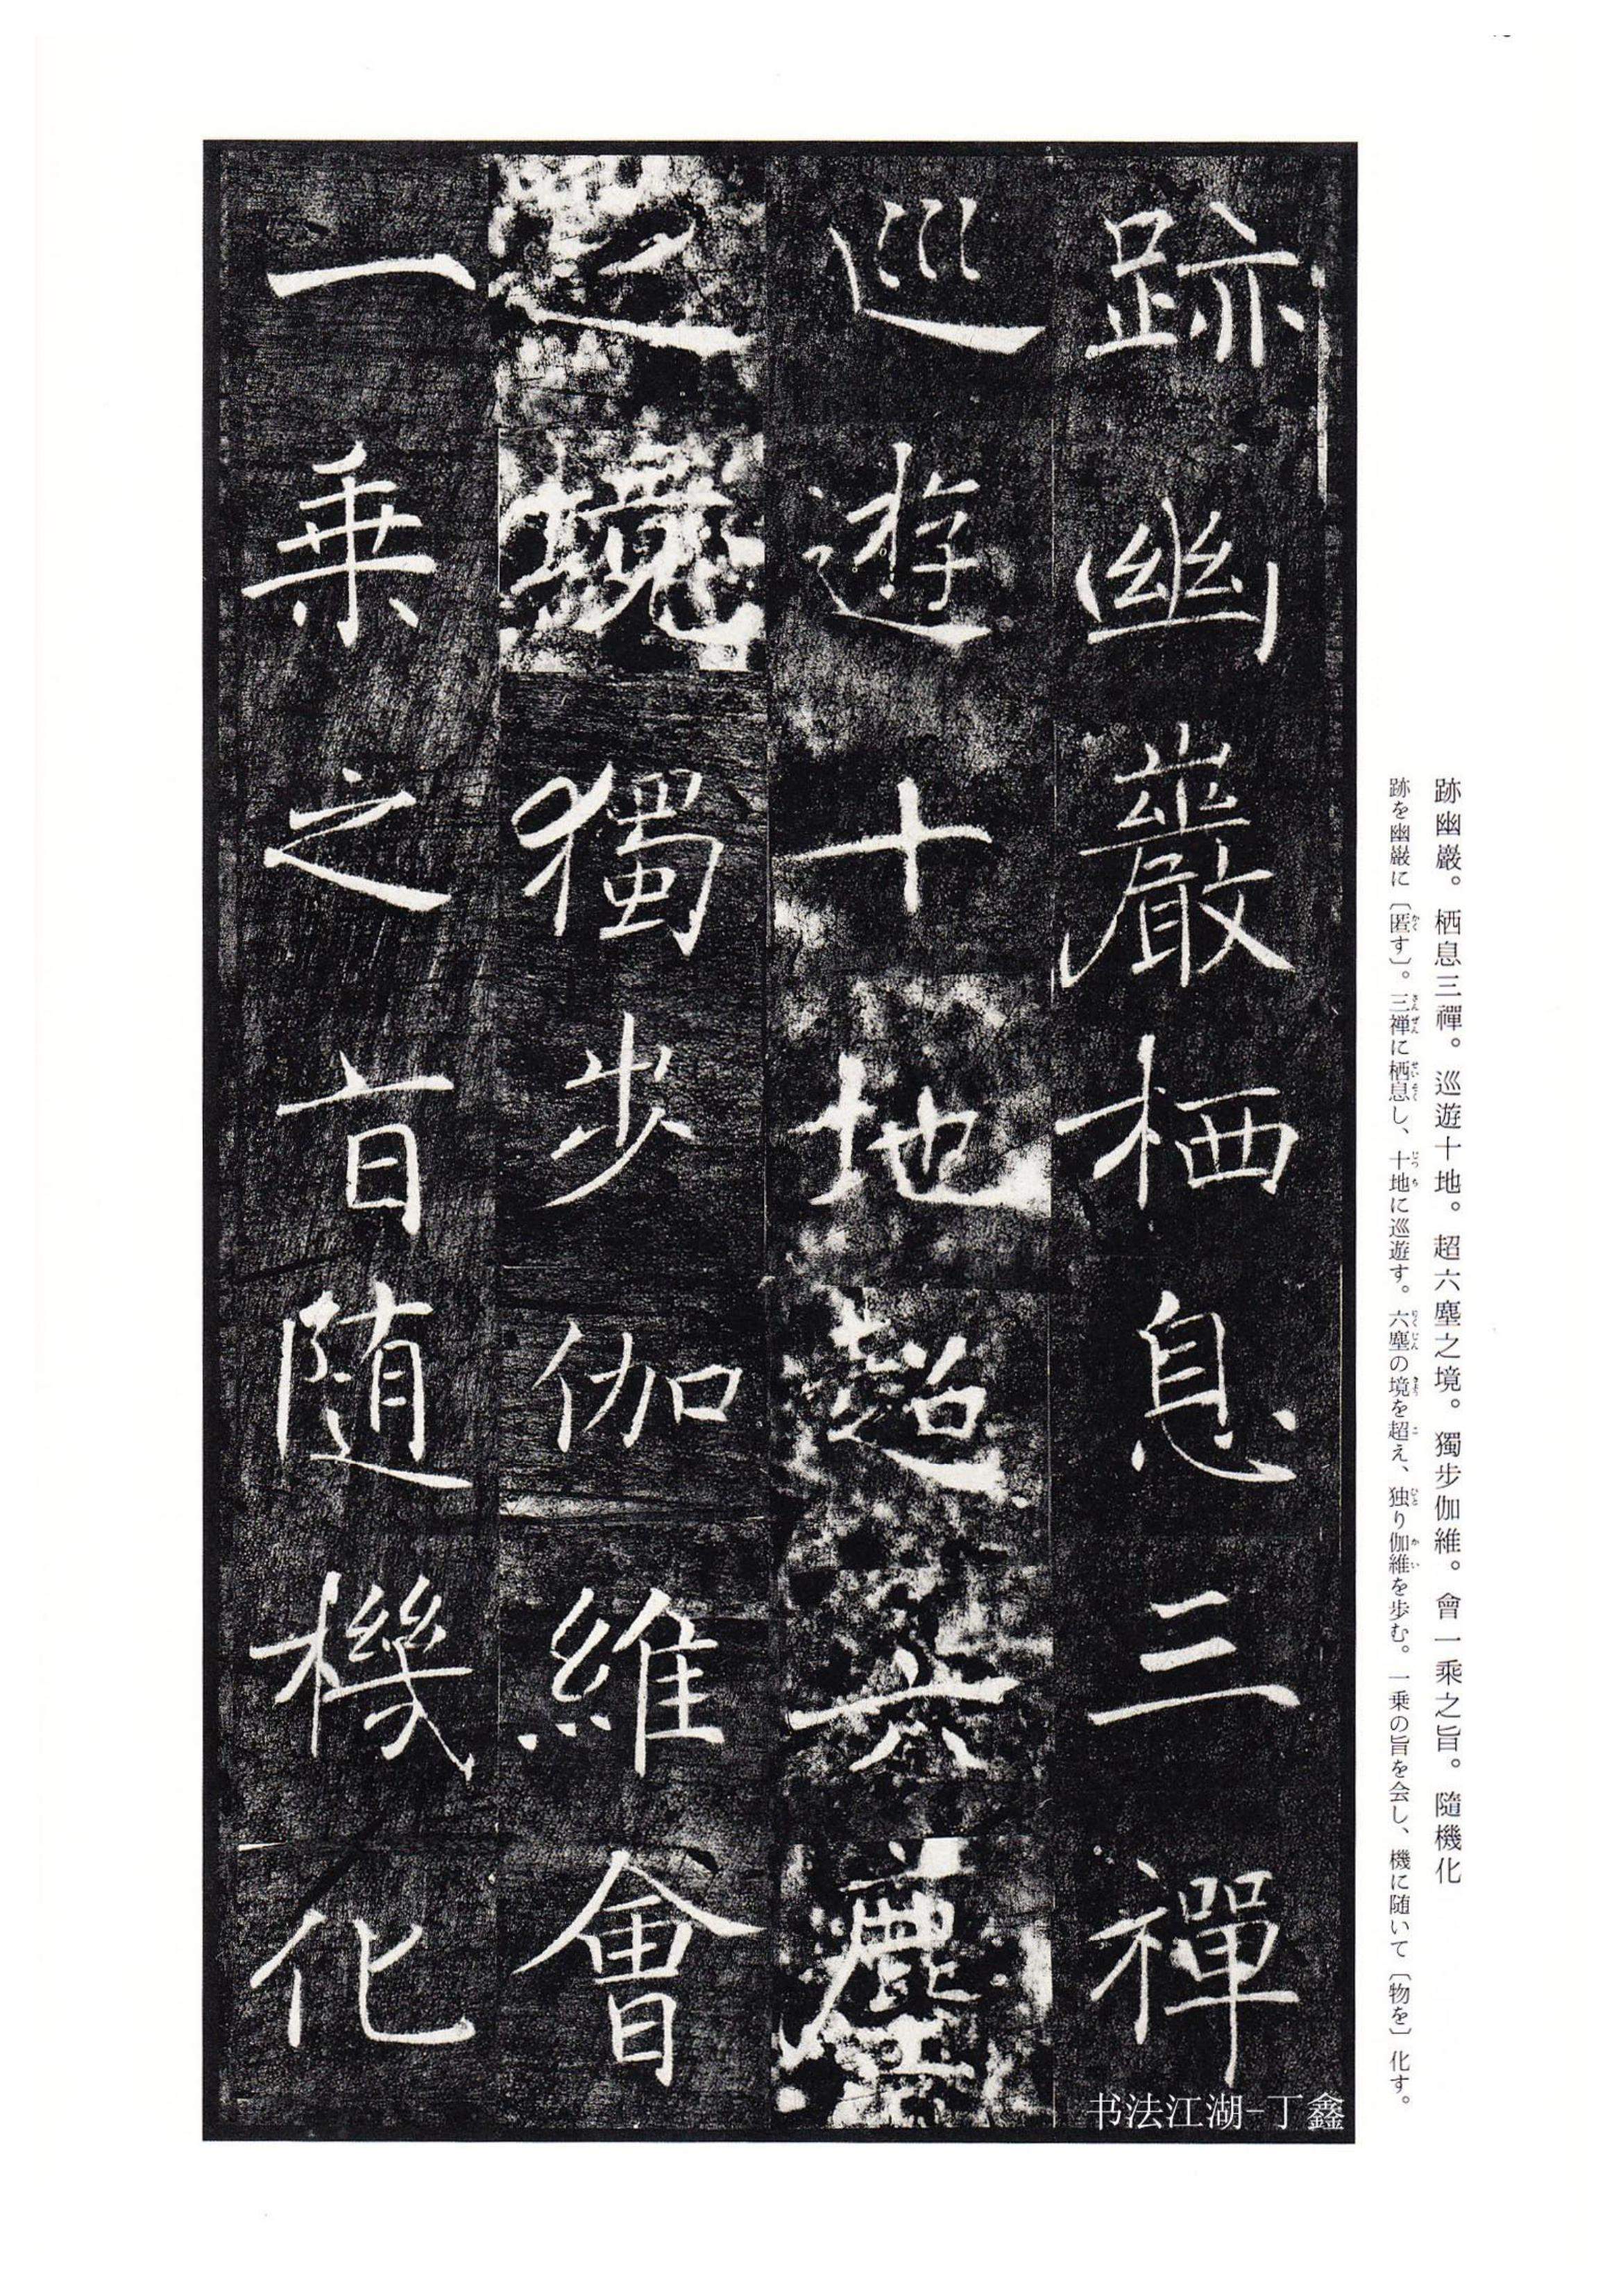 跡幽巖。栖息三禪。巡遊十地。超六塵之境。獨步伽維。會一乘之旨。隨機化
跡を幽巌に〔匿す〕。三禅に栖息し、十地に巡遊す。六塵の境を超え、独り伽維を歩む。一乗の旨を会し、機に随いて〔物を〕化す。
跡幽巖栖息三禪
巡遊十地超六塵
之境獨步伽維會
一乘之旨随機化
书法江湖-丁鑫